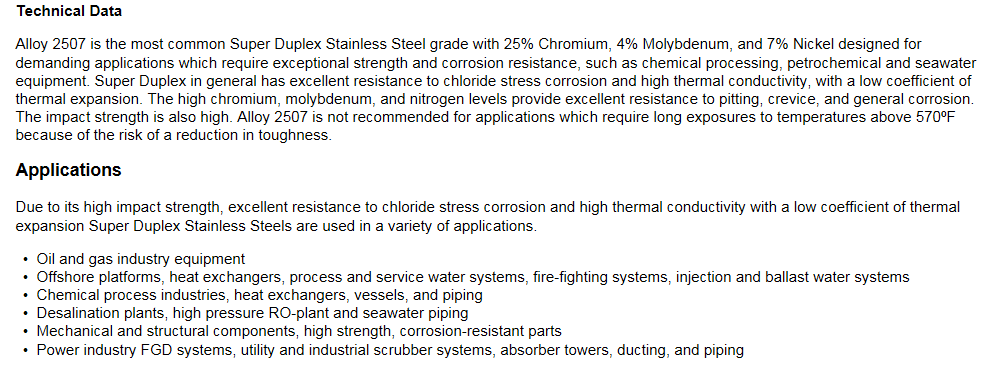 Technical Data
Alloy 2507 is the most common Super Duplex Stainless Steel grade with 25% Chromium, 4% Molybdenum, and 7% Nickel designed for
demanding applications which require exceptional strength and corrosion resistance, such as chemical processing, petrochemical and seawater
equipment. Super Duplex in general has excellent resistance to chloride stress corrosion and high thermal conductivity, with a low coefficient of
thermal expansion. The high chromium, molybdenum, and nitrogen levels provide excellent resistance to pitting, crevice, and general corrosion.
The impact strength is also high. Alloy 2507 is not recommended for applications which require long exposures to temperatures above 570ºF
because of the risk of a reduction in toughness.
Applications
Due to its high impact strength, excellent resistance to chloride stress corrosion and high thermal conductivity with a low coefficient of thermal
expansion Super Duplex Stainless Steels are used in a variety of applications.
• Oil and gas industry equipment
• Offshore platforms, heat exchangers, process and service water systems, fire-fighting systems, injection and ballast water systems
• Chemical process industries, heat exchangers, vessels, and piping
• Desalination plants, high pressure RO-plant and seawater piping
• Mechanical and structural components, high strength, corrosion-resistant parts
• Power industry FGD systems, utility and industrial scrubber systems, absorber towers, ducting, and piping